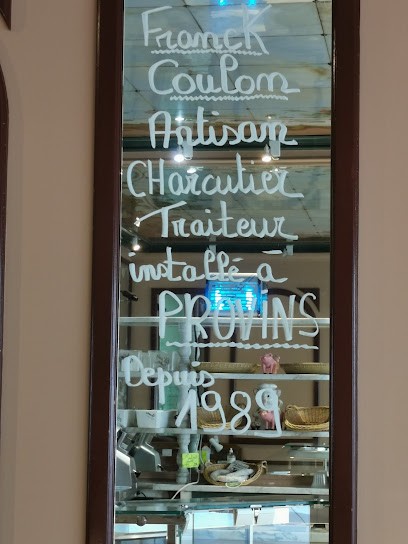 Franck
Coulon
Artisan
CHarcutier
Traiteur
installé à
PROVINS
Depuis
1989